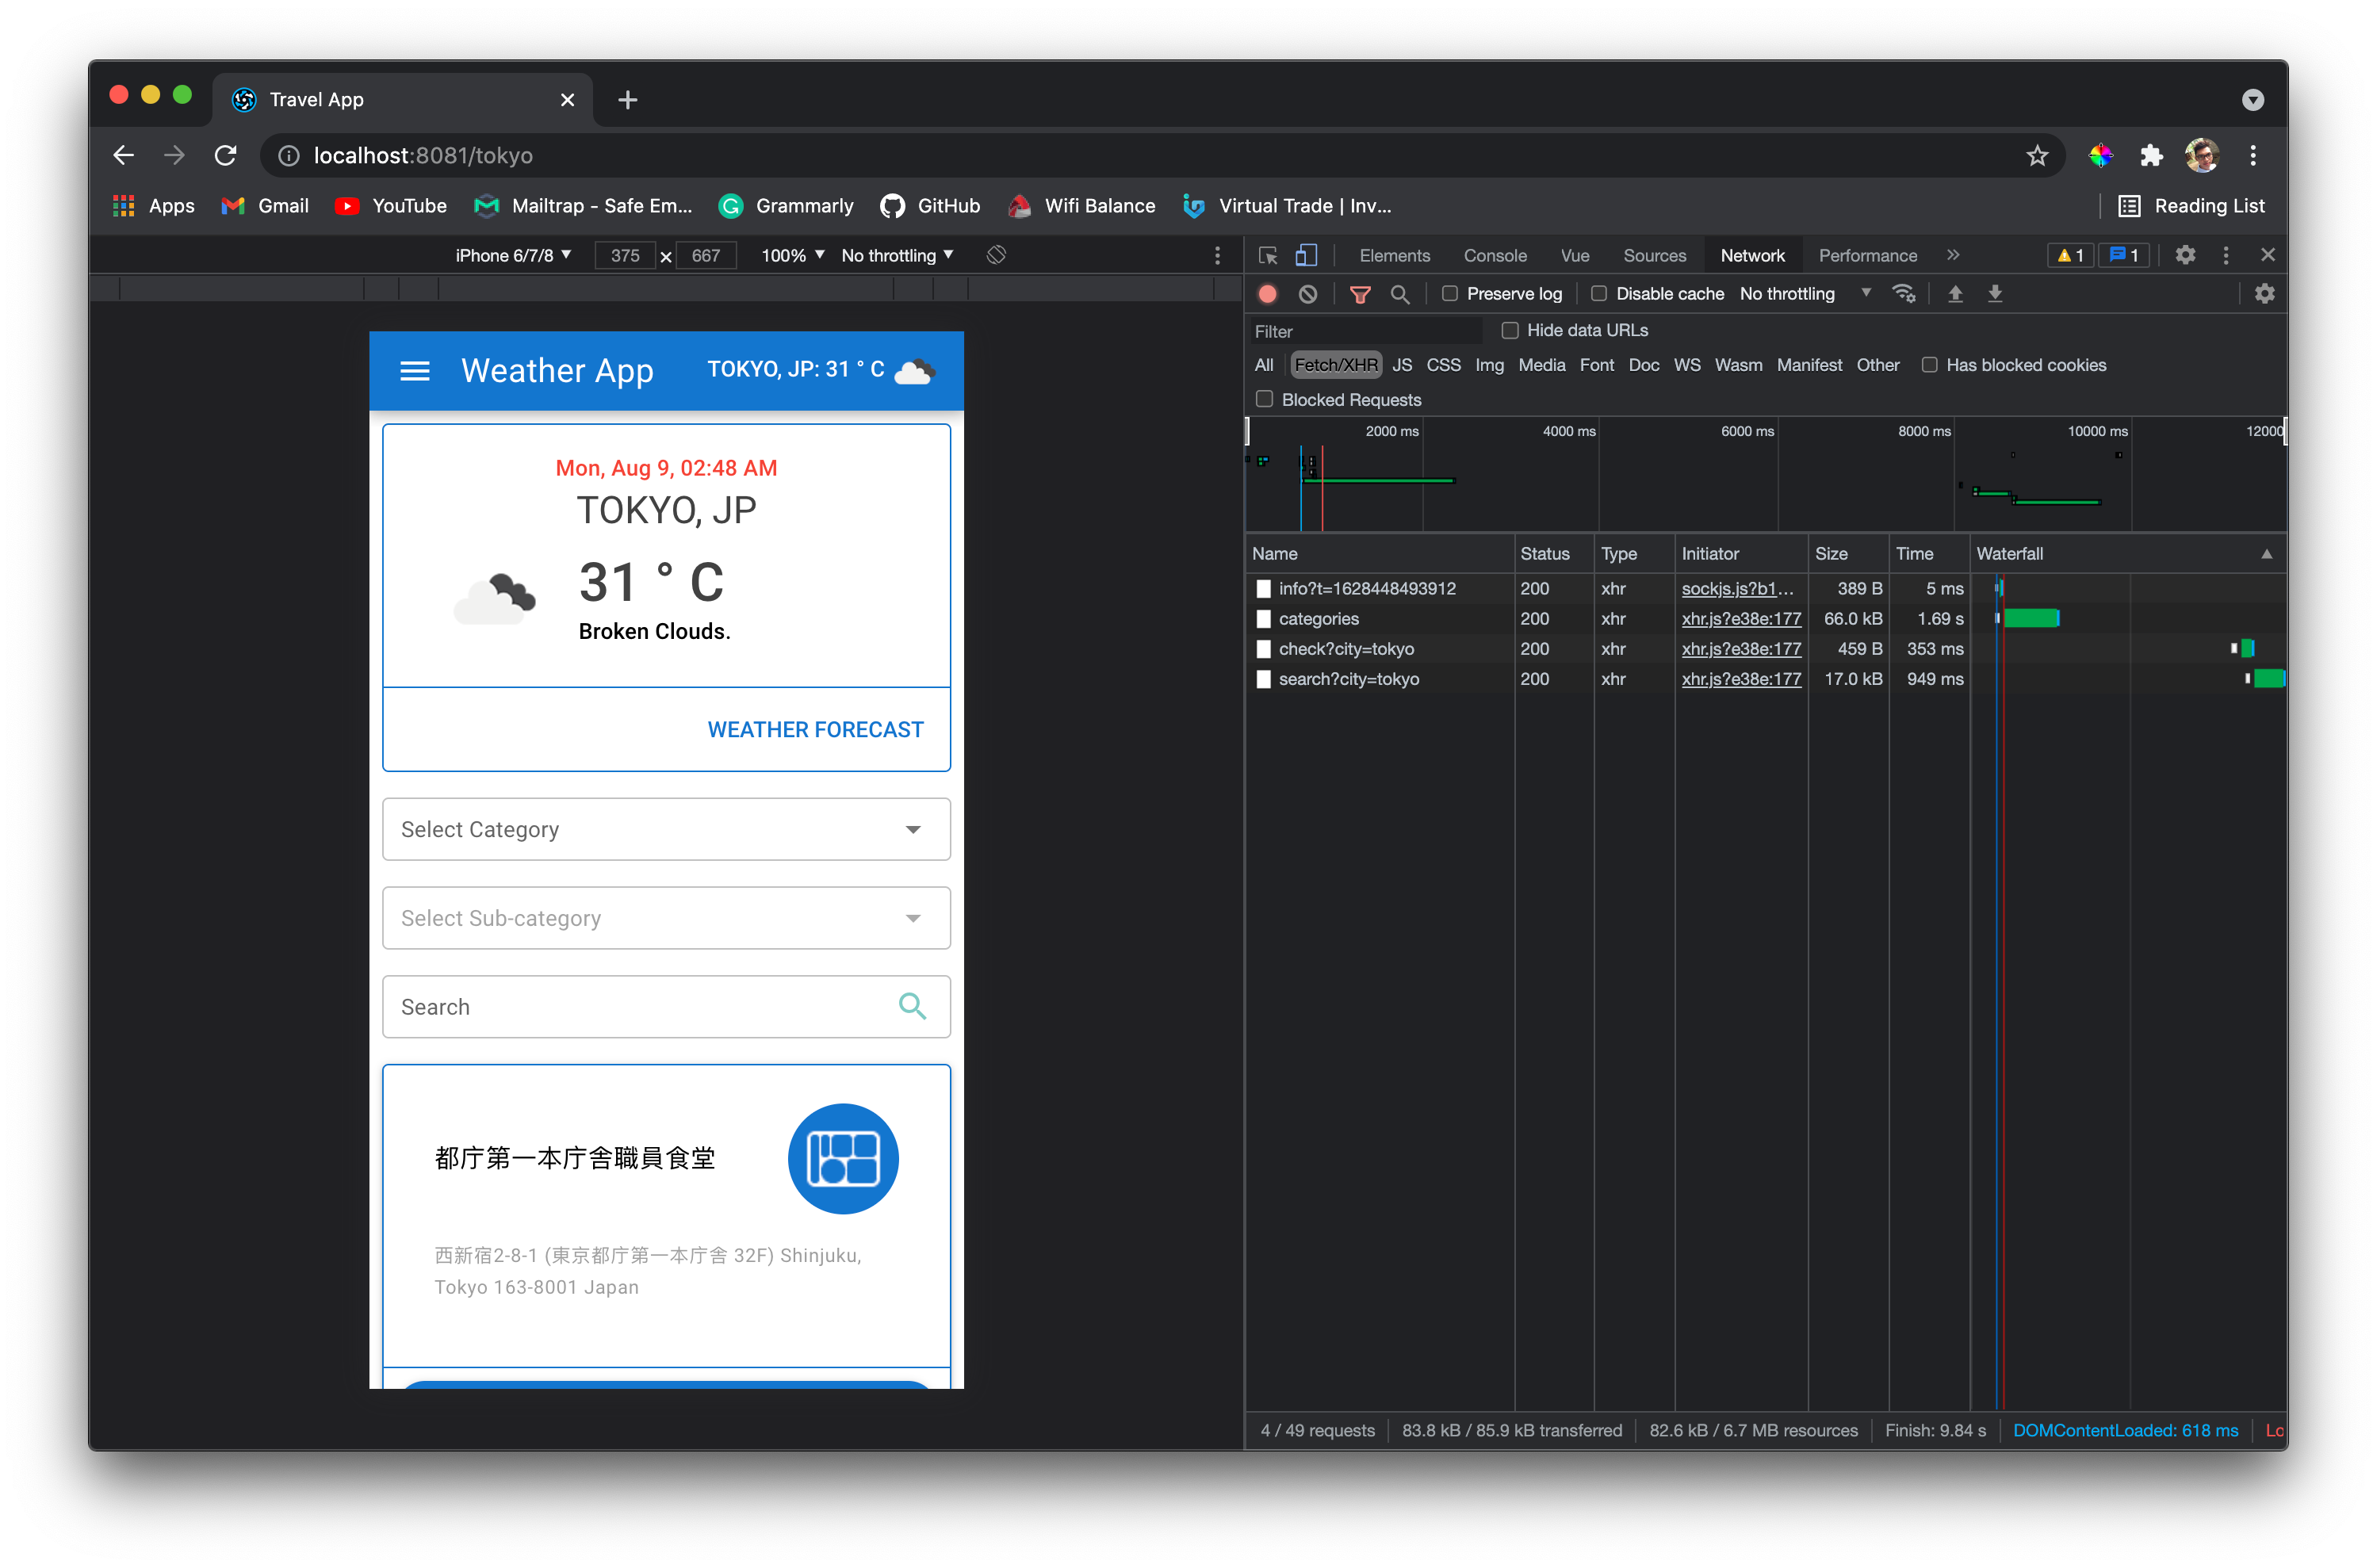 Travel App
localhost:8081/tokyo
Apps Gmail YouTube Mailtrap - Safe Em... Grammarly GitHub Wifi Balance Virtual Trade | Inv... Reading List
iPhone 6/7/8 375 x 667 100% No throttling
Weather App TOKYO, JP: 31 ° C
Mon, Aug 9, 02:48 AM
TOKYO, JP
31 ° C
Broken Clouds.
WEATHER FORECAST
Select Category
Select Sub-category
Search
都庁第一本庁舎職員食堂
西新宿2-8-1 (東京都庁第一本庁舎 32F) Shinjuku,
Tokyo 163-8001 Japan
Elements Console Vue Sources Network Performance » 1 1
Preserve log Disable cache No throttling
Filter Hide data URLs
All Fetch/XHR JS CSS Img Media Font Doc WS Wasm Manifest Other Has blocked cookies
Blocked Requests
2000 ms 4000 ms 6000 ms 8000 ms 10000 ms 12000
Name Status Type Initiator Size Time Waterfall
info?t=1628448493912 200 xhr sockjs.js?b1... 389 B 5 ms
categories 200 xhr xhr.js?e38e:177 66.0 kB 1.69 s
check?city=tokyo 200 xhr xhr.js?e38e:177 459 B 353 ms
search?city=tokyo 200 xhr xhr.js?e38e:177 17.0 kB 949 ms
4 / 49 requests 83.8 kB / 85.9 kB transferred 82.6 kB / 6.7 MB resources Finish: 9.84 s DOMContentLoaded: 618 ms Lo